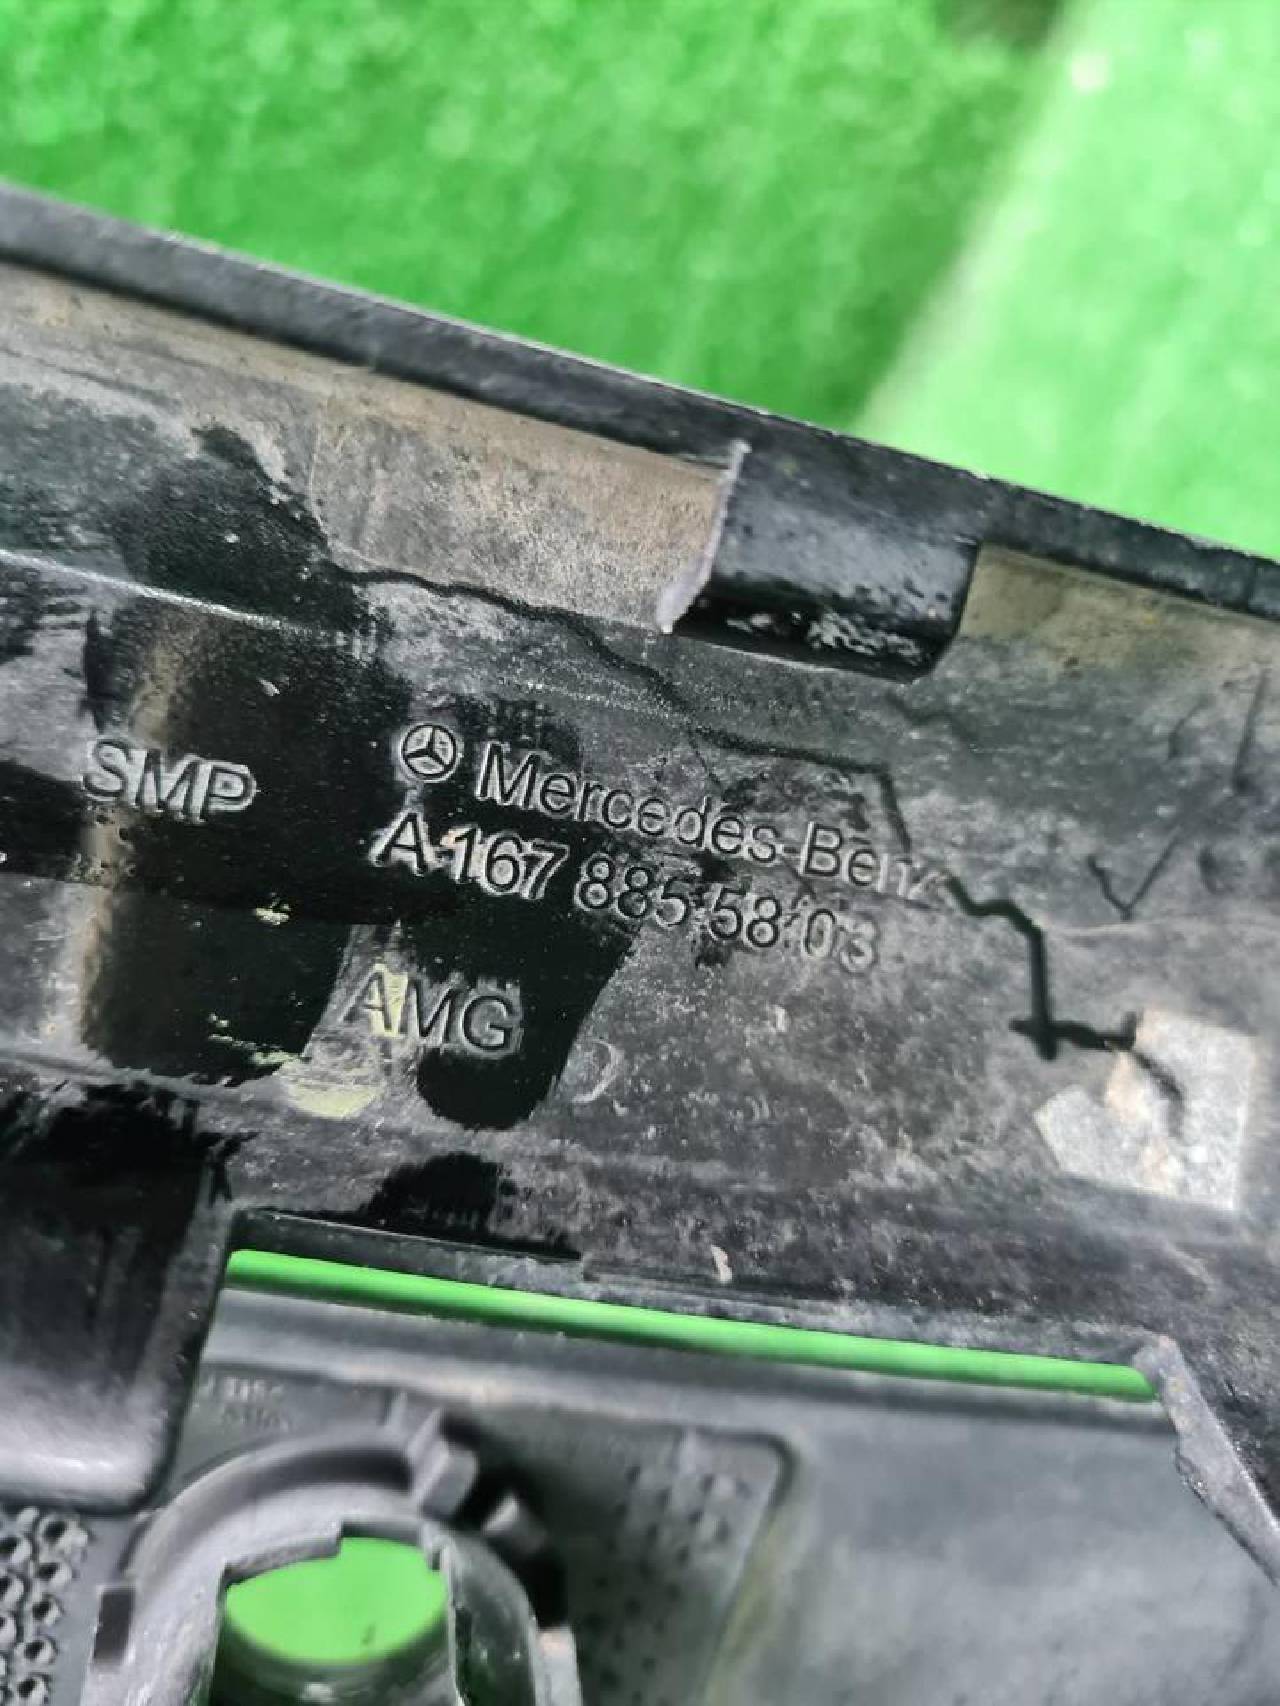 SMP
Mercedes-Benz
A 167 885 58 03
AMG